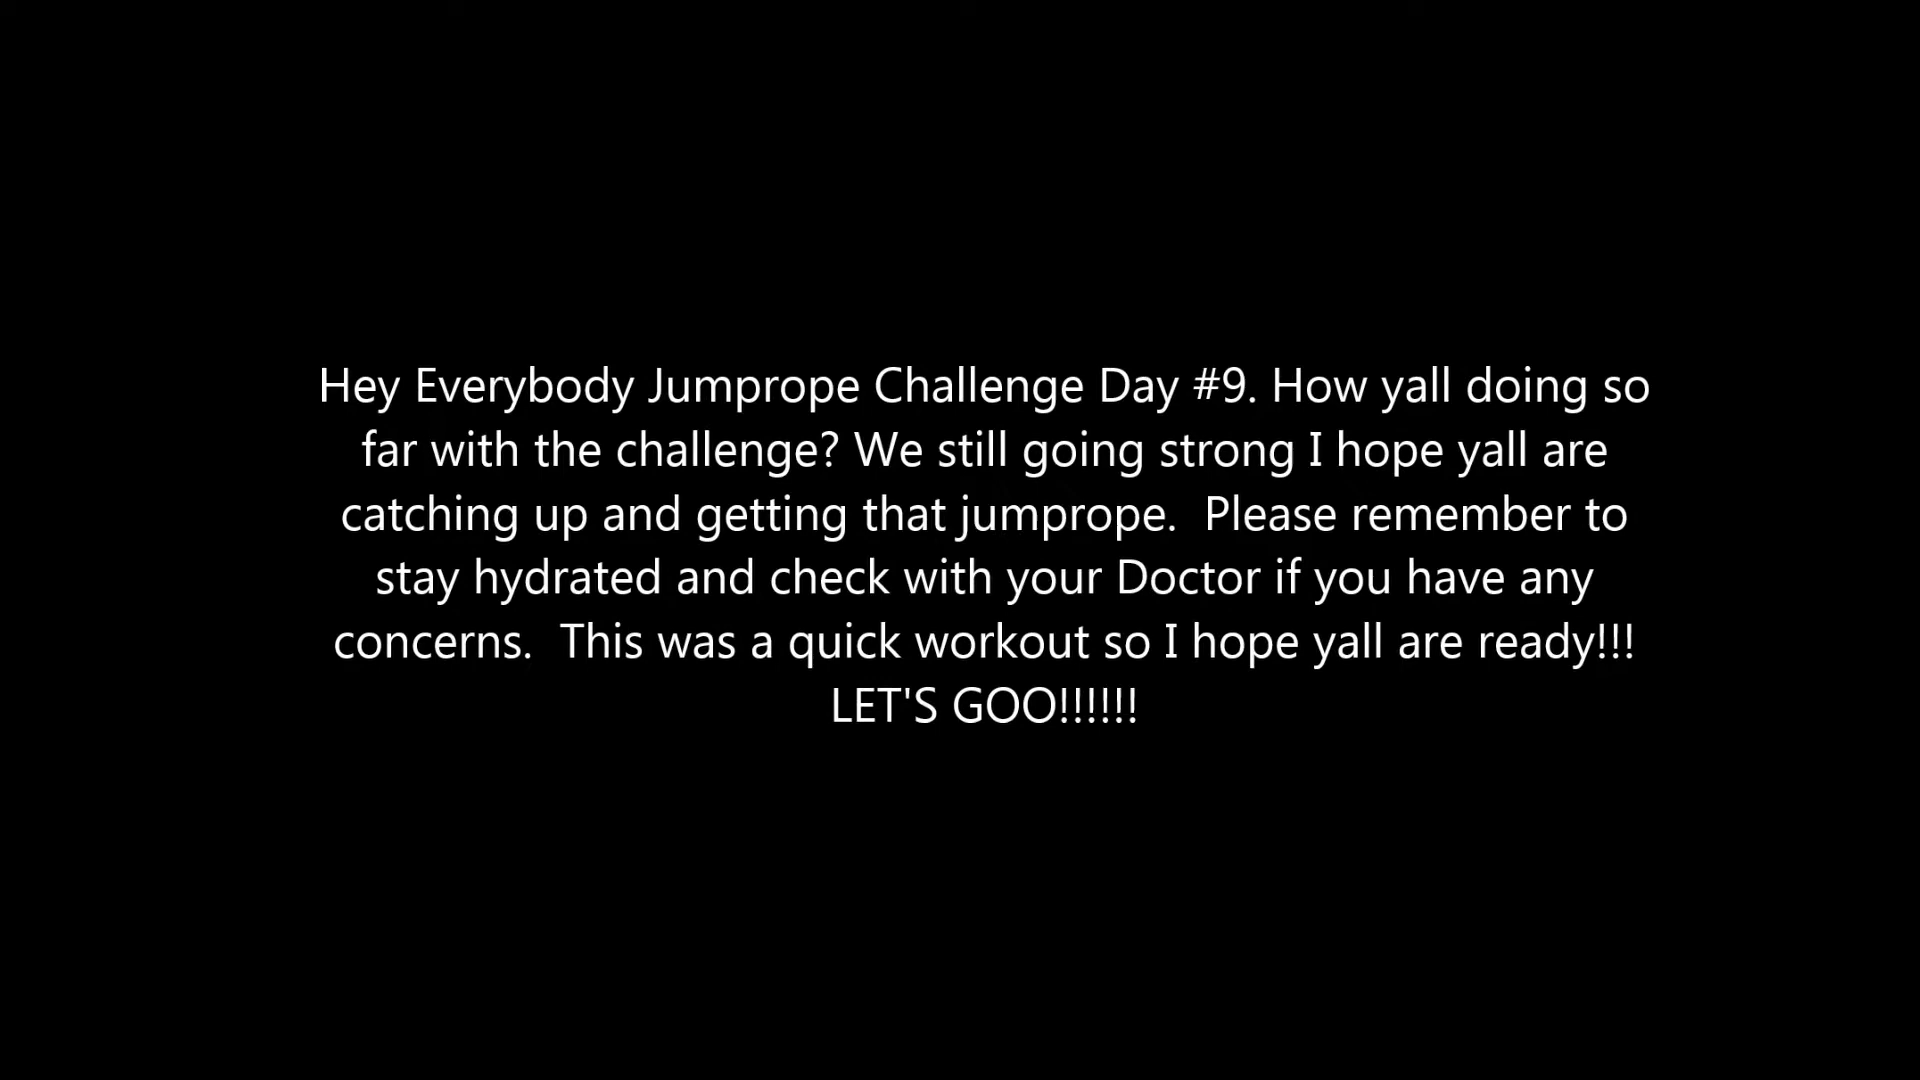 Hey Everybody Jumprope Challenge Day #9. How yall doing so
far with the challenge? We still going strong I hope yall are
catching up and getting that jumprope.  Please remember to
stay hydrated and check with your Doctor if you have any
concerns.  This was a quick workout so I hope yall are ready!!!
LET'S GOO!!!!!!